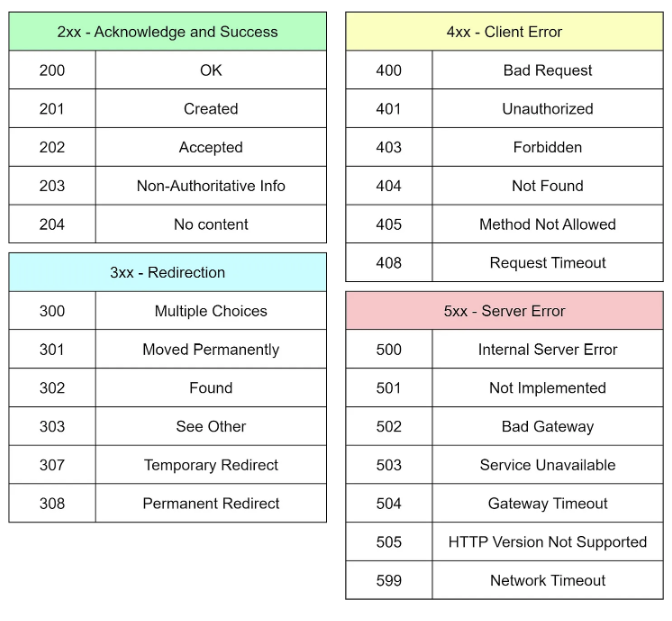 2xx - Acknowledge and Success
200 OK
201 Created
202 Accepted
203 Non-Authoritative Info
204 No content
3xx - Redirection
300 Multiple Choices
301 Moved Permanently
302 Found
303 See Other
307 Temporary Redirect
308 Permanent Redirect
4xx - Client Error
400 Bad Request
401 Unauthorized
403 Forbidden
404 Not Found
405 Method Not Allowed
408 Request Timeout
5xx - Server Error
500 Internal Server Error
501 Not Implemented
502 Bad Gateway
503 Service Unavailable
504 Gateway Timeout
505 HTTP Version Not Supported
599 Network Timeout